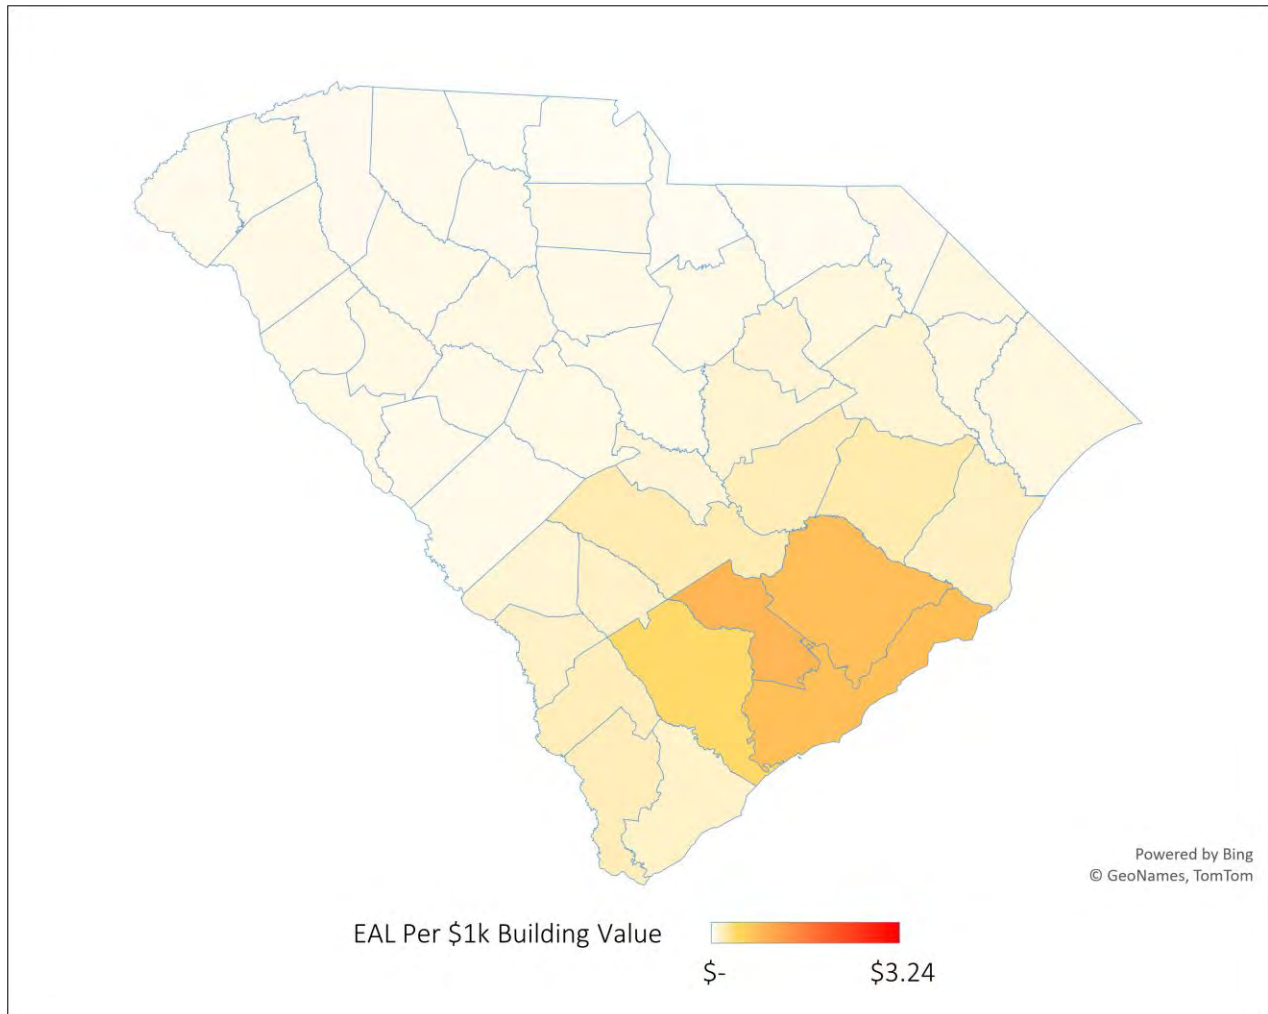 Powered by Bing
© GeoNames, TomTom
EAL Per $1k Building Value
$-
$3.24